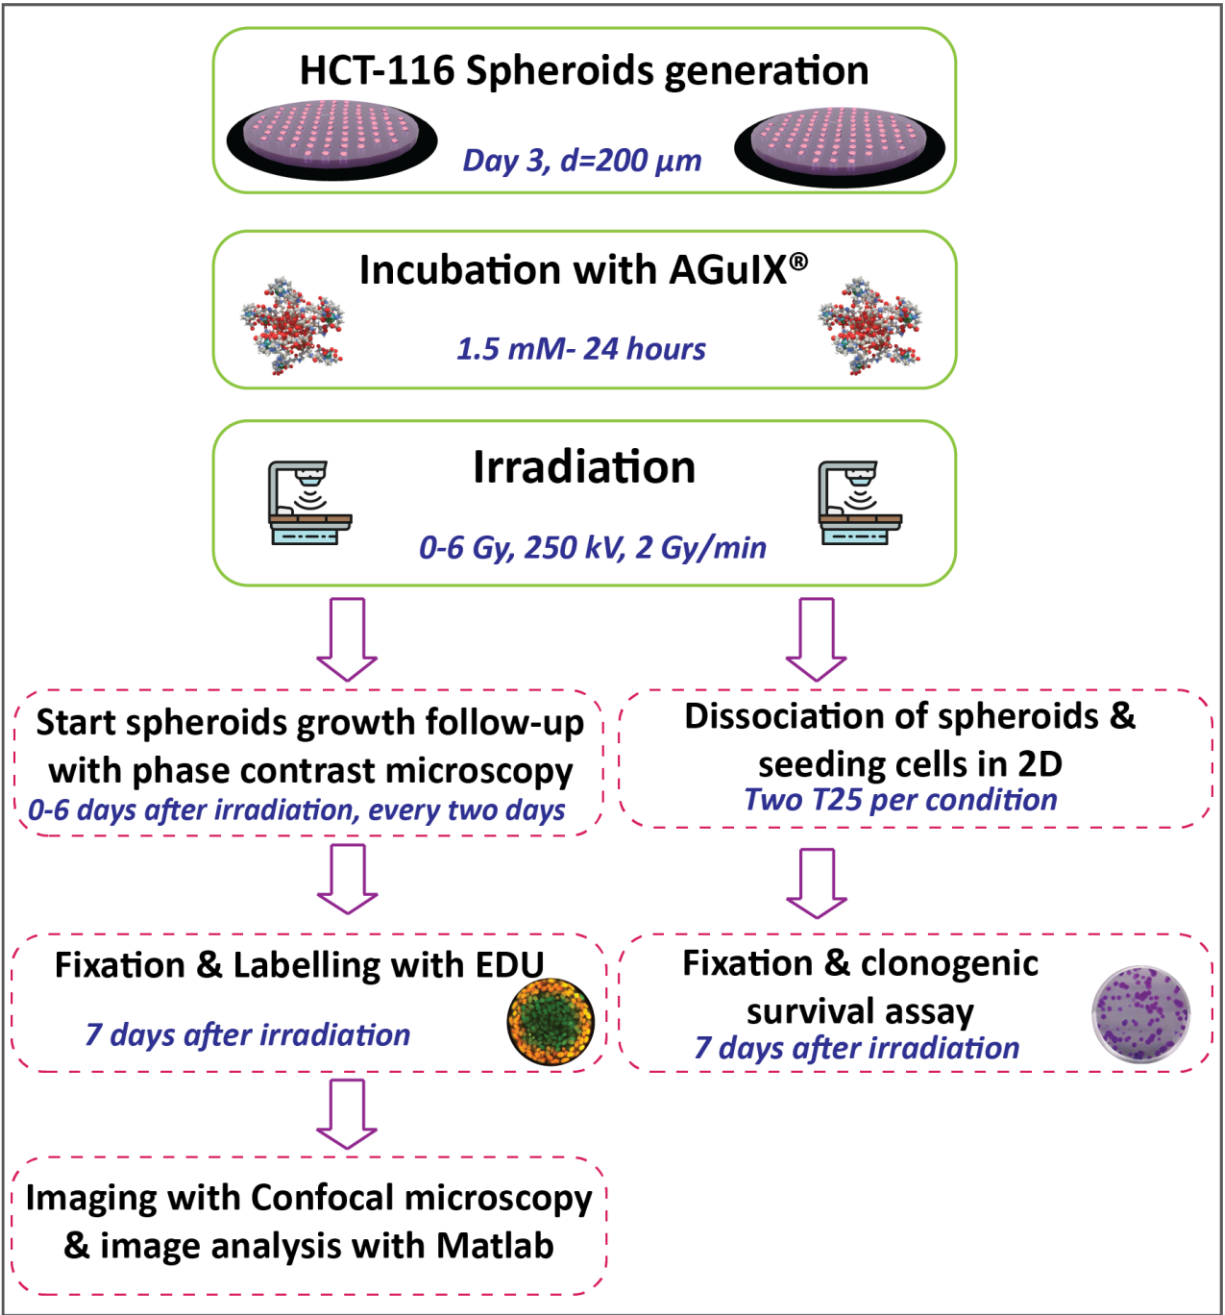 HCT-116 Spheroids generation
Day 3, d=200 µm
Incubation with AGuIX®
1.5 mM- 24 hours
Irradiation
0-6 Gy, 250 kV, 2 Gy/min
Start spheroids growth follow-up
with phase contrast microscopy
0-6 days after irradiation, every two days
Dissociation of spheroids &
seeding cells in 2D
Two T25 per condition
Fixation & Labelling with EDU
7 days after irradiation
Fixation & clonogenic
survival assay
7 days after irradiation
Imaging with Confocal microscopy
& image analysis with Matlab